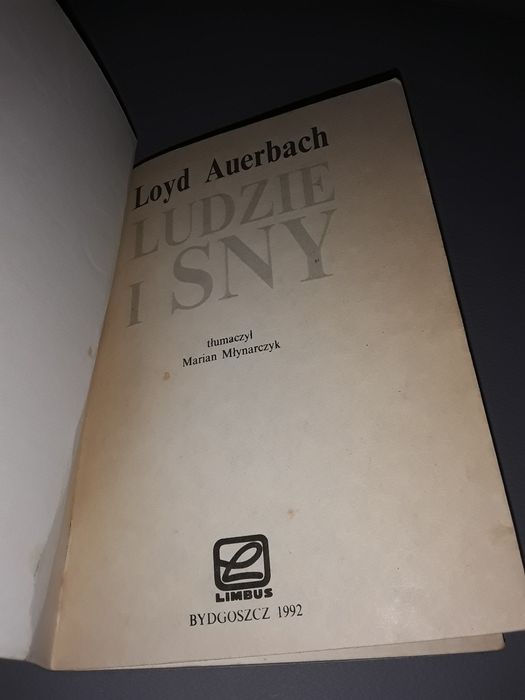 Loyd Auerbach
LUDZIE
I SNY
tłumaczył
Marian Młynarczyk
LIMBUS
BYDGOSZCZ 1992